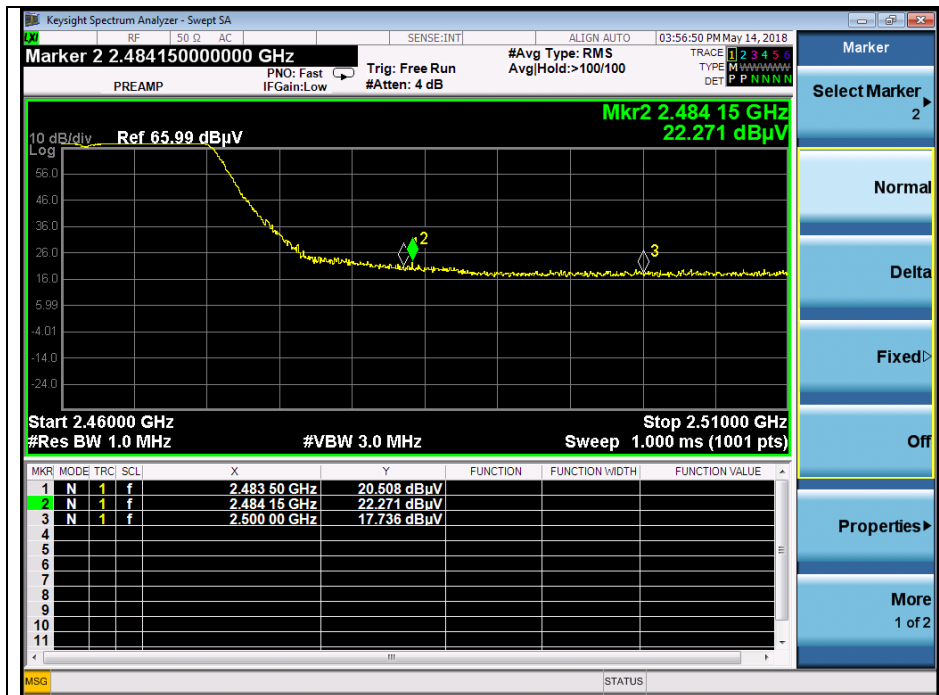 Keysight Spectrum Analyzer - Swept SA
LXI RF 50 Ω AC SENSE:INT ALIGN AUTO 03:56:50 PM May 14, 2018
Marker 2 2.484150000000 GHz
PREAMP
PNO: Fast
IFGain:Low
Trig: Free Run
#Atten: 4 dB
#Avg Type: RMS
Avg|Hold:>100/100
TRACE 1 2 3 4 5 6
TYPE M W W W W W
DET P P N N N N
Mkr2 2.484 15 GHz
22.271 dBµV
10 dB/div Ref 65.99 dBµV
Log
56.0
46.0
36.0
26.0
16.0
5.99
-4.01
-14.0
-24.0
2
3
Start 2.46000 GHz Stop 2.51000 GHz
#Res BW 1.0 MHz #VBW 3.0 MHz Sweep 1.000 ms (1001 pts)
MKR MODE TRC SCL X Y FUNCTION FUNCTION WIDTH FUNCTION VALUE
1 N 1 f 2.483 50 GHz 20.508 dBµV
2 N 1 f 2.484 15 GHz 22.271 dBµV
3 N 1 f 2.500 00 GHz 17.736 dBµV
4
5
6
7
8
9
10
11
MSG STATUS
Marker
Select Marker
2
Normal
Delta
Fixed
Off
Properties
More
1 of 2